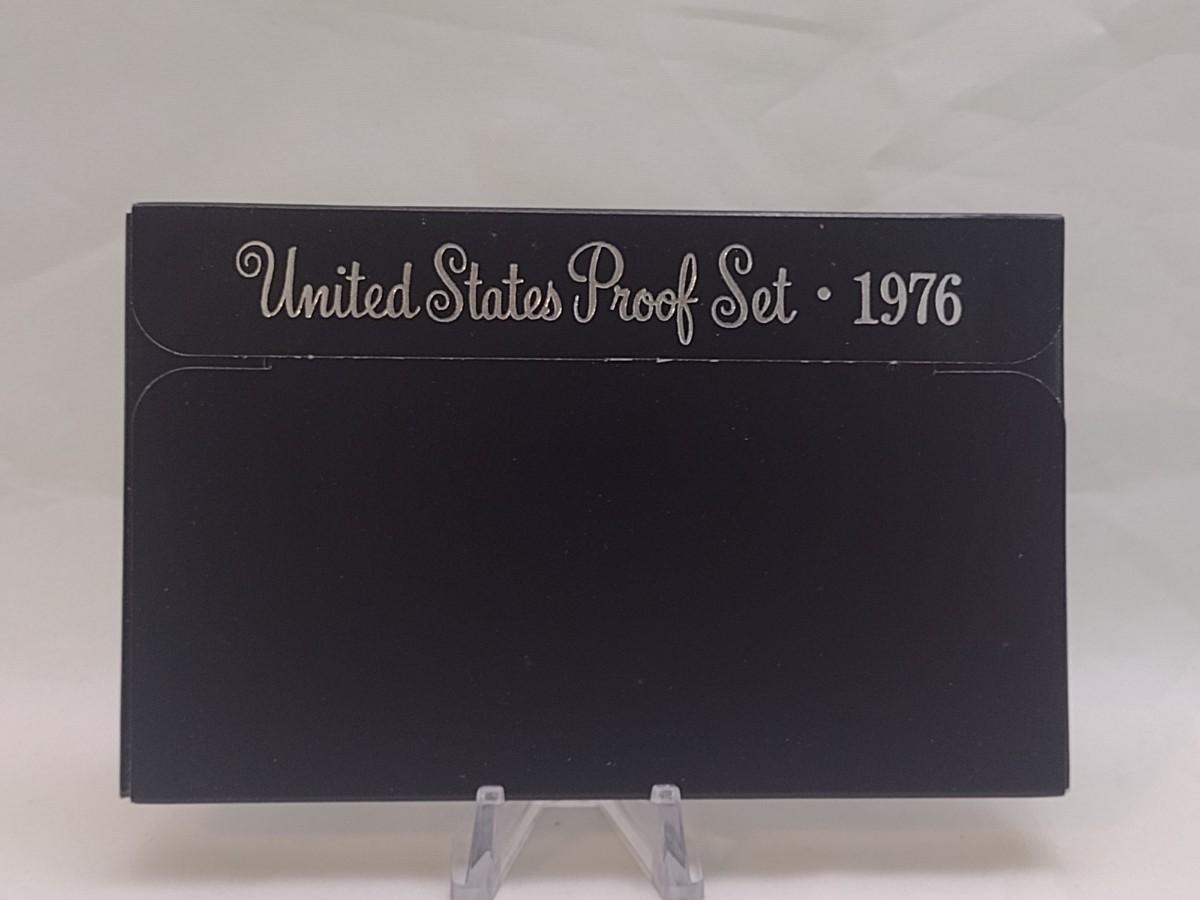 United States Proof Set • 1976